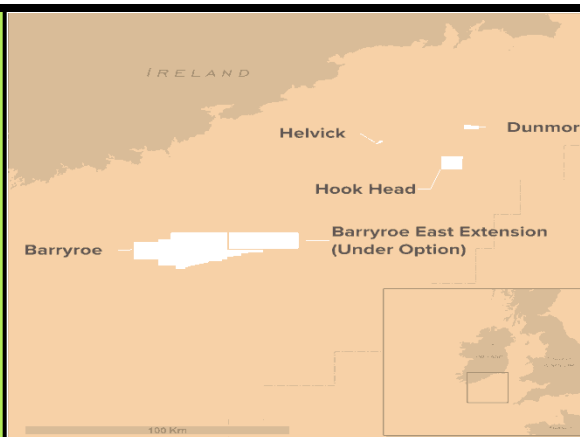 IRELAND
Helvick
Dunmor
Hook Head
Barryroe
Barryroe East Extension
(Under Option)
100 Km